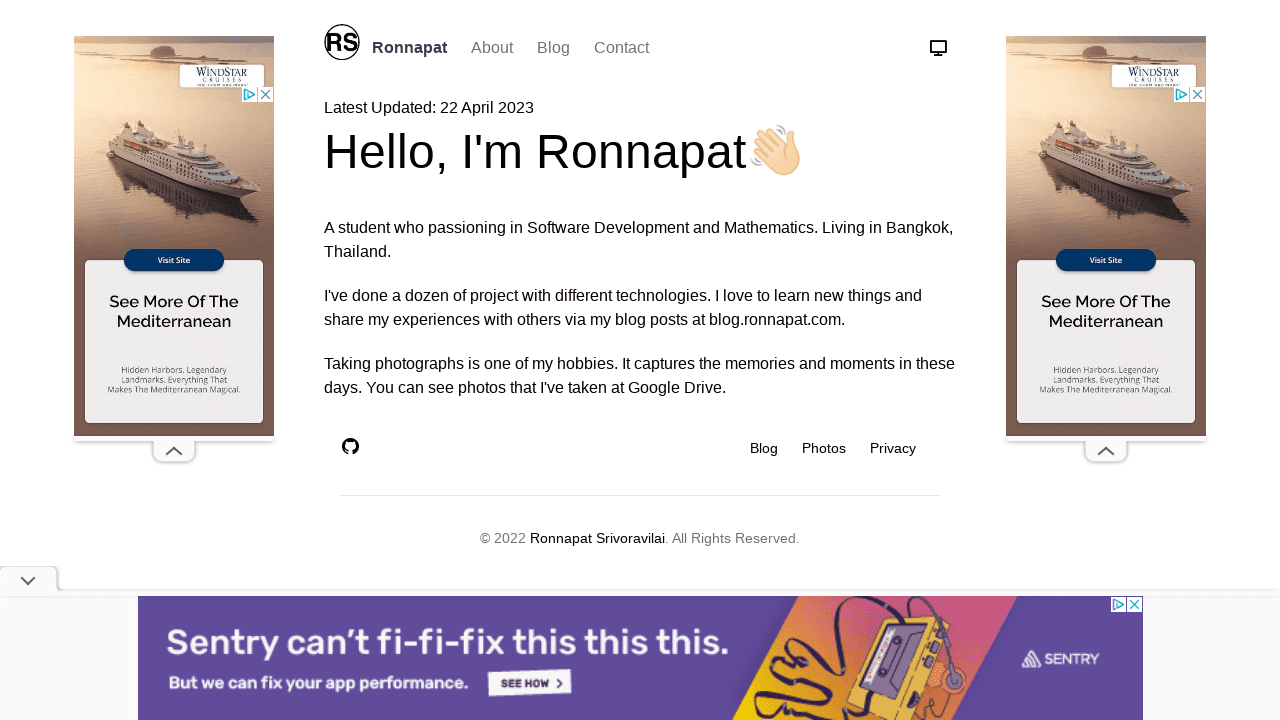 RS Ronnapat About Blog Contact
Latest Updated: 22 April 2023
Hello, I'm Ronnapat
A student who passioning in Software Development and Mathematics. Living in Bangkok,
Thailand.
I've done a dozen of project with different technologies. I love to learn new things and
share my experiences with others via my blog posts at blog.ronnapat.com.
Taking photographs is one of my hobbies. It captures the memories and moments in these
days. You can see photos that I've taken at Google Drive.
Blog Photos Privacy
© 2022 Ronnapat Srivoravilai. All Rights Reserved.
WINDSTAR
CRUISES
Visit Site
See More Of The
Mediterranean
Hidden Harbors. Legendary
Landmarks. Everything That
Makes The Mediterranean Magical.
WINDSTAR
CRUISES
Visit Site
See More Of The
Mediterranean
Hidden Harbors. Legendary
Landmarks. Everything That
Makes The Mediterranean Magical.
Sentry can't fi-fi-fix this this this.
But we can fix your app performance. SEE HOW
SENTRY